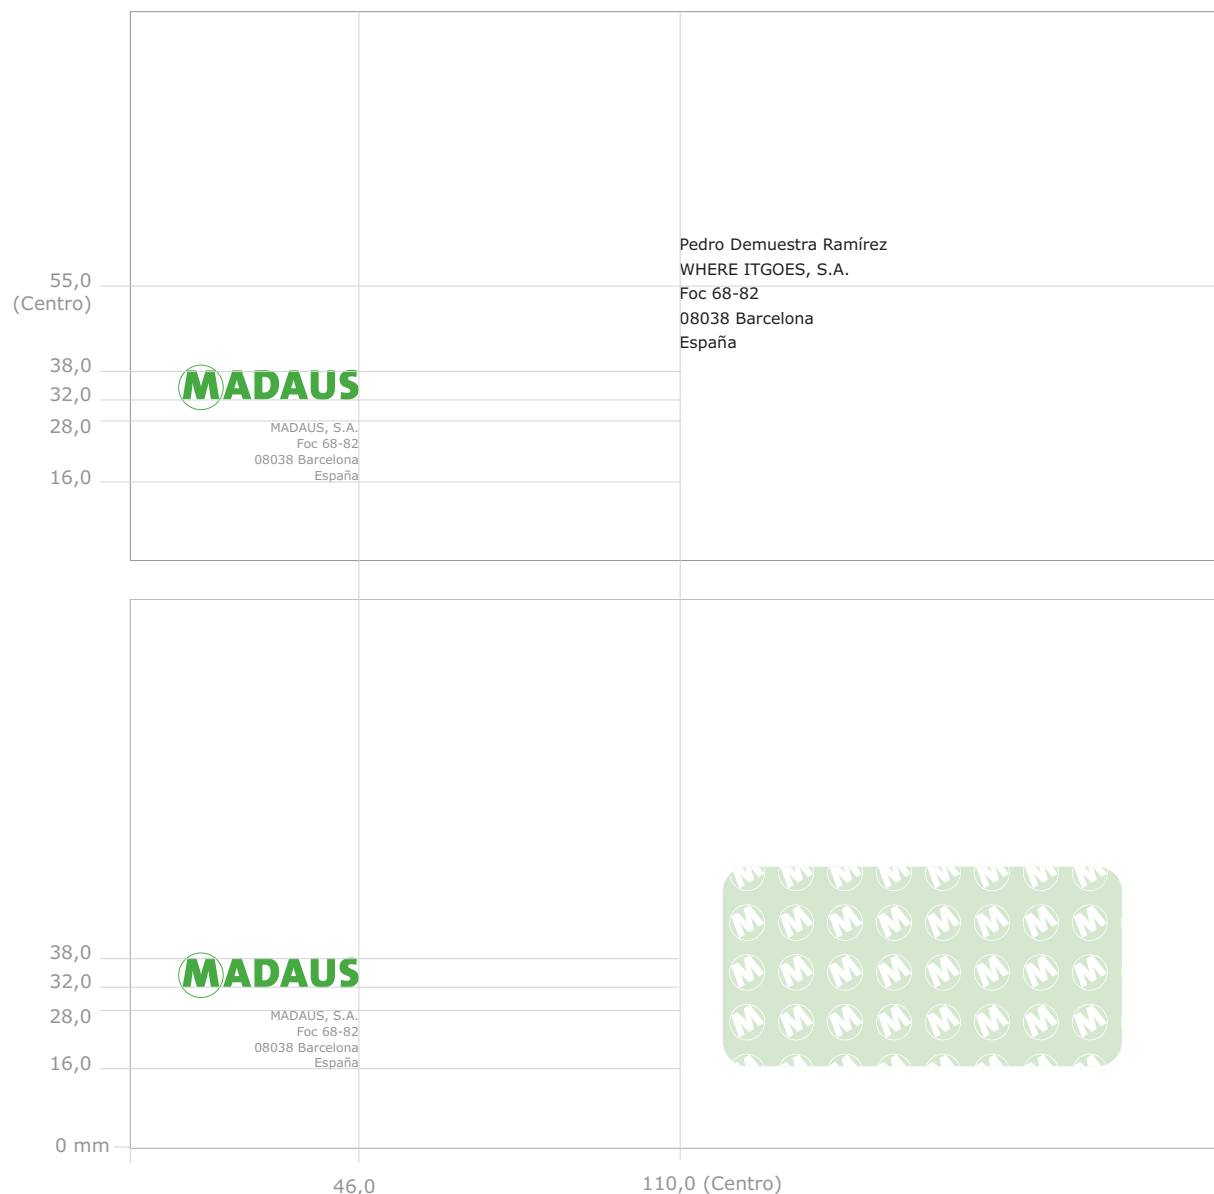 Pedro Demuestra Ramírez
WHERE ITGOES, S.A.
Foc 68-82
08038 Barcelona
España
55,0
(Centro)
38,0
32,0
28,0
16,0
MADAUS
MADAUS, S.A.
Foc 68-82
08038 Barcelona
España
38,0
32,0
28,0
16,0
0 mm
MADAUS
MADAUS, S.A.
Foc 68-82
08038 Barcelona
España
M M M M M M M M
M M M M M M M M
M M M M M M M M
M M M M M M M M
M M M M M M M M
46,0
110,0 (Centro)